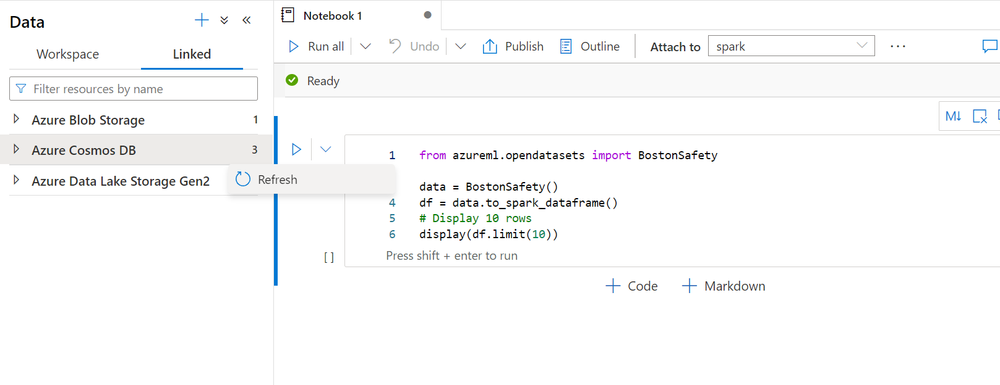 Data
Workspace
Linked
Filter resources by name
Azure Blob Storage 1
Azure Cosmos DB 3
Azure Data Lake Storage Gen2
Refresh
Notebook 1
Run all
Undo
Publish
Outline
Attach to
spark
Ready
M↓
1 from azureml.opendatasets import BostonSafety
data = BostonSafety()
4 df = data.to_spark_dataframe()
5 # Display 10 rows
6 display(df.limit(10))
[ ]
Press shift + enter to run
Code
Markdown